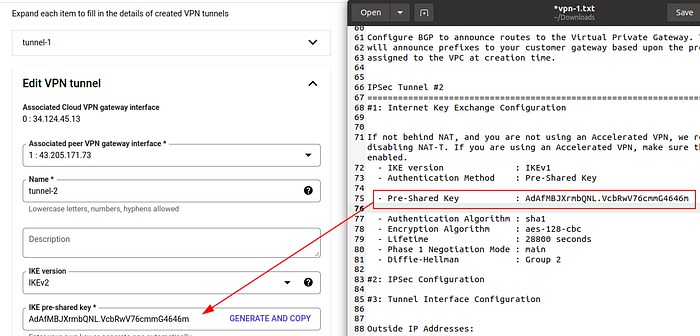 Expand each item to fill in the details of created VPN tunnels
tunnel-1
Edit VPN tunnel
Associated Cloud VPN gateway interface
0 : 34.124.45.13
Associated peer VPN gateway interface *
1 : 43.205.171.73
Name *
tunnel-2
Lowercase letters, numbers, hyphens allowed
Description
IKE version
IKEv2
IKE pre-shared key *
AdAfMBJXrmbQNL.VcbRwV76cmmG4646m
GENERATE AND COPY
Open
*vpn-1.txt
~/Downloads
Save
60
61 Configure BGP to announce routes to the Virtual Private Gateway.
will announce prefixes to your customer gateway based upon the
assigned to the VPC at creation time.
65
66
67 IPSec Tunnel #2
68 ================================================
69 #1: Internet Key Exchange Configuration
70
71
If not behind NAT, and you are not using an Accelerated VPN, we
disabling NAT-T. If you are using an Accelerated VPN, make sure
enabled.
72 - IKE version : IKEv1
73 - Authentication Method : Pre-Shared Key
74
75 - Pre-Shared Key : AdAfMBJXrmbQNL.VcbRwV76cmmG4646m
76
77 - Authentication Algorithm : sha1
78 - Encryption Algorithm : aes-128-cbc
79 - Lifetime : 28800 seconds
80 - Phase 1 Negotiation Mode : main
81 - Diffie-Hellman : Group 2
82
83 #2: IPSec Configuration
84
85 #3: Tunnel Interface Configuration
86
87
88 Outside IP Addresses: